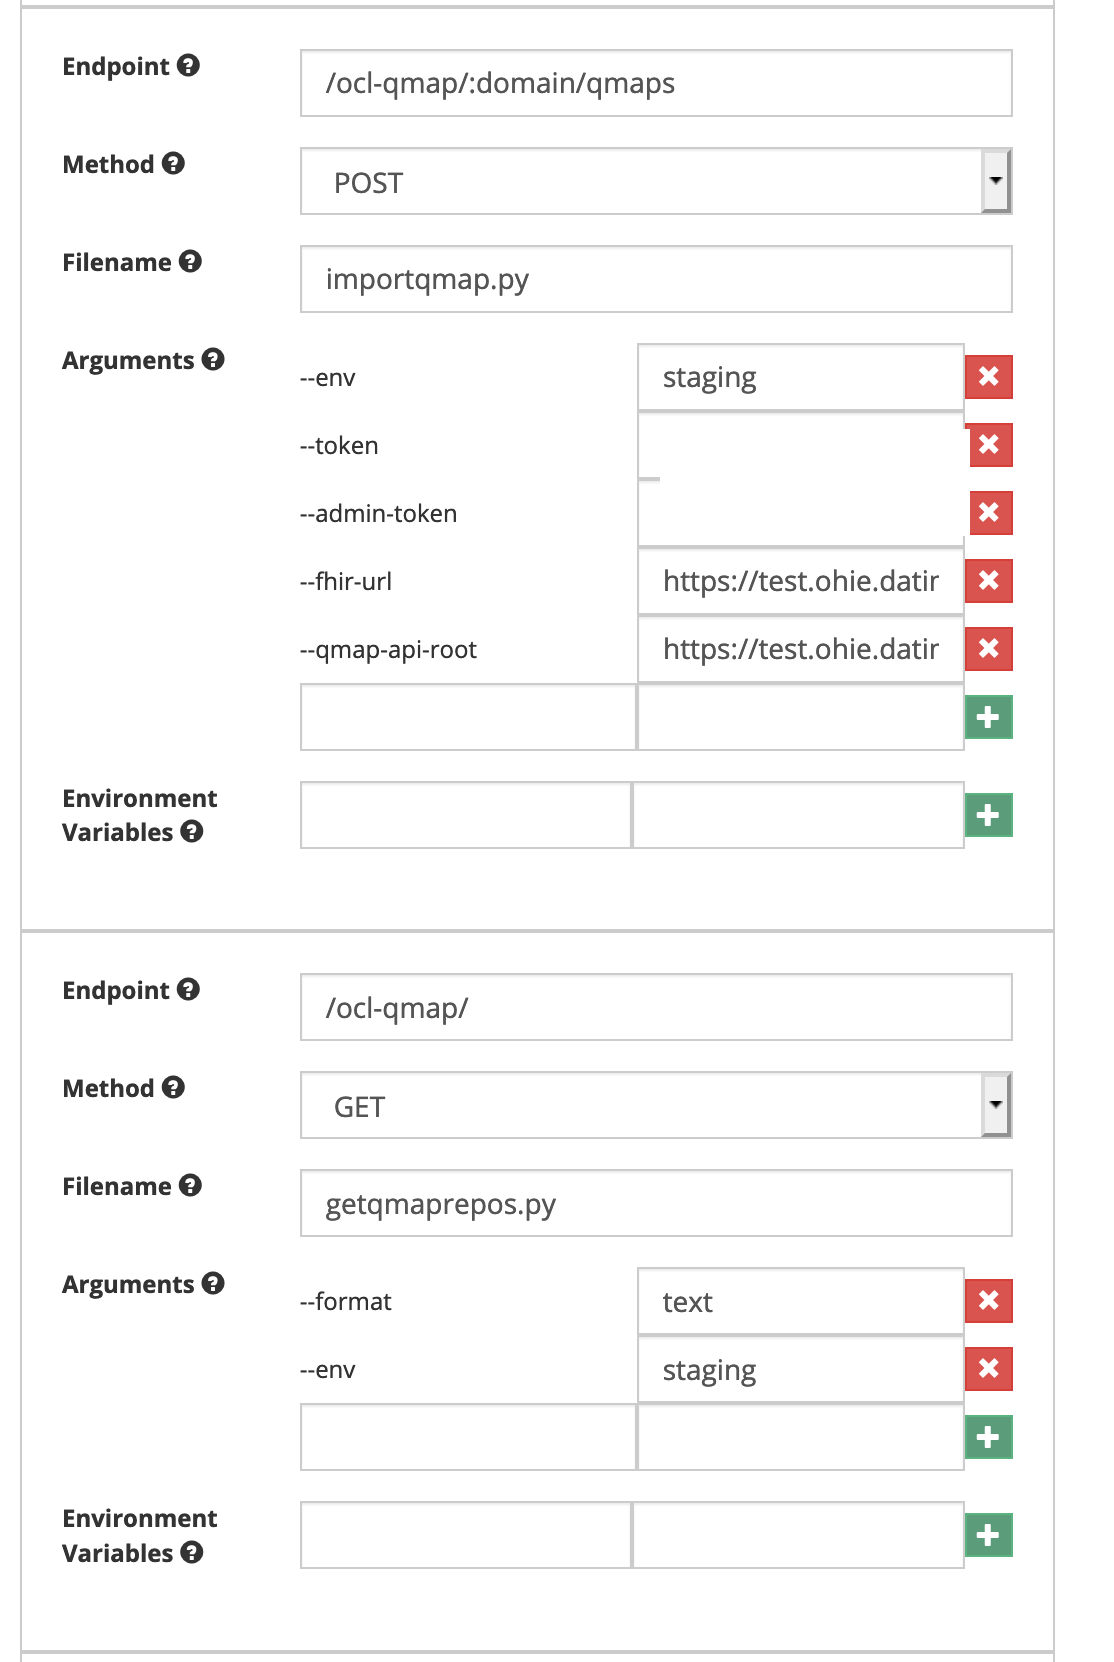 Endpoint
/ocl-qmap/:domain/qmaps
Method
POST
Filename
importqmap.py
Arguments
--env
staging
--token
--admin-token
--fhir-url
https://test.ohie.datir
--qmap-api-root
https://test.ohie.datir
Environment
Variables
Endpoint
/ocl-qmap/
Method
GET
Filename
getqmaprepos.py
Arguments
--format
text
--env
staging
Environment
Variables